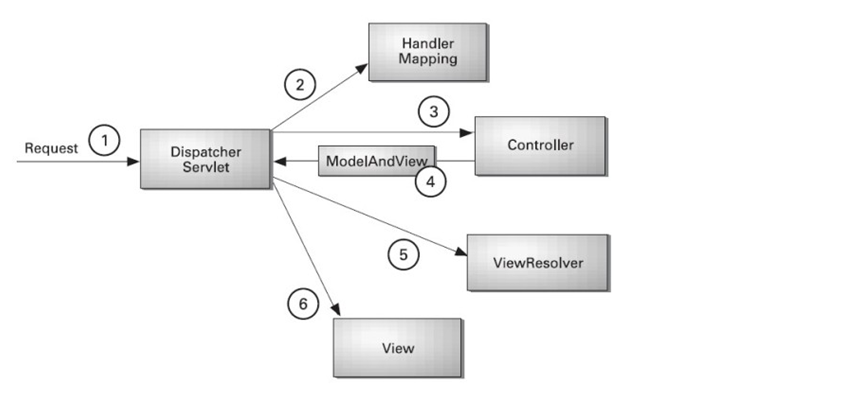 Handler
Mapping
2
3
Request
1
Dispatcher
Servlet
Controller
ModelAndView
4
5
ViewResolver
6
View